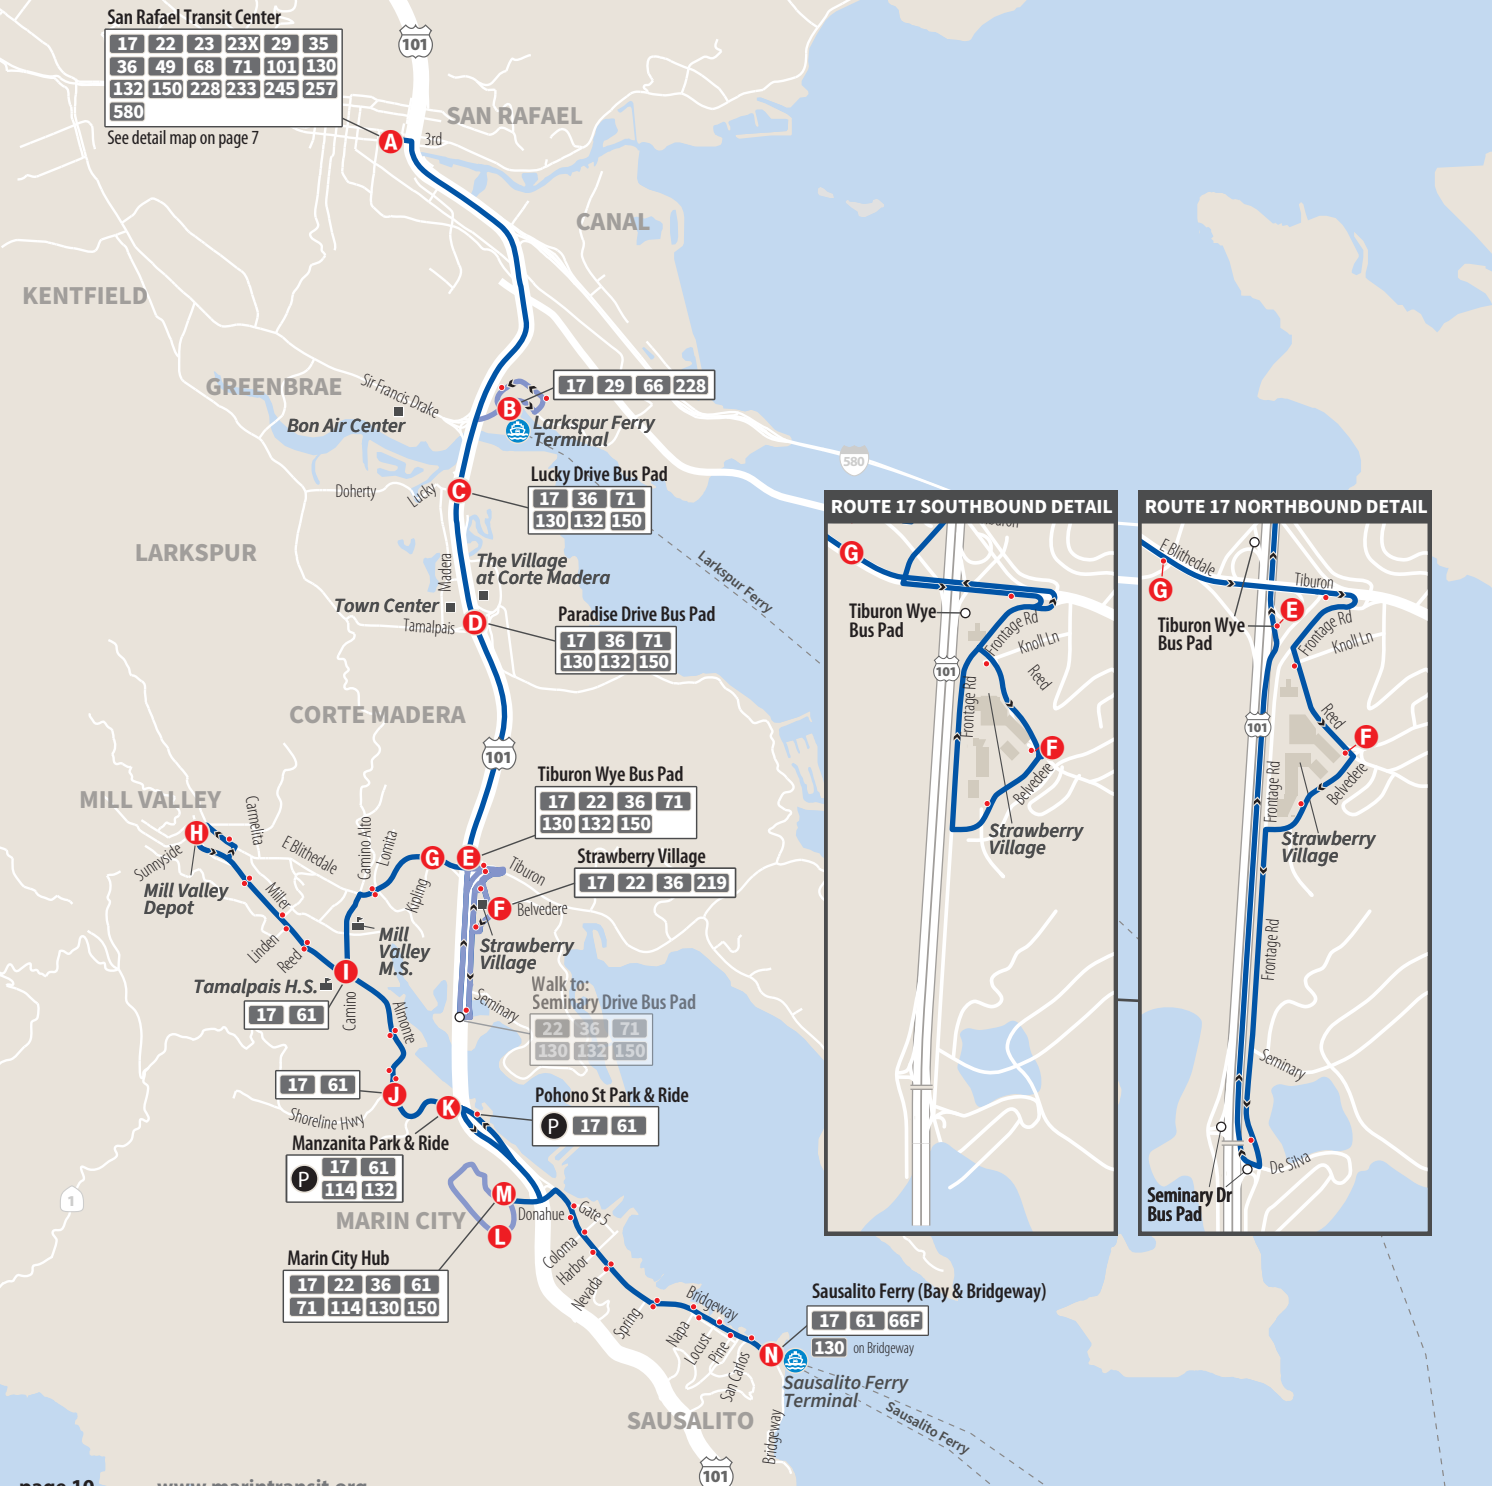 San Rafael Transit Center
17 22 23 23X 29 35
36 49 68 71 101 130
132 150 228 233 245 257
580
See detail map on page 7
101
A
3rd
SAN RAFAEL
CANAL
KENTFIELD
GREENBRAE
Sir Francis Drake
Bon Air Center
B
17 29 66 228
Larkspur Ferry
Terminal
580
Lucky Drive Bus Pad
17 36 71
130 132 150
Doherty
Lucky
C
LARKSPUR
Madera
The Village
at Corte Madera
Town Center
Tamalpais
D
Larkspur Ferry
Paradise Drive Bus Pad
17 36 71
130 132 150
CORTE MADERA
101
Tiburon Wye Bus Pad
17 22 36 71
130 132 150
MILL VALLEY
H
Carmelita
Sunnyside
E Blithedale
Camino Alto
Lomita
G
E
Kipling
Tiburon
Strawberry Village
17 22 36 219
F
Belvedere
Mill Valley
Depot
Miller
Linden
Reed
Mill
Valley
M.S.
Strawberry
Village
Tamalpais H.S.
I
17 61
Camino
Almonte
Seminary
Walk to:
Seminary Drive Bus Pad
22 36 71
130 132 150
17 61
J
Shoreline Hwy
K
Pohono St Park & Ride
P 17 61
Manzanita Park & Ride
P
17 61
114 132
1
MARIN CITY
M
L
Donahue
Gate 5
Coloma
Harbor
Nevada
Marin City Hub
17 22 36 61
71 114 130 150
Spring
Bridgeway
Napa
Locust
Pine
San Carlos
N
Sausalito Ferry (Bay & Bridgeway)
17 61 66F
130 on Bridgeway
Sausalito Ferry
Terminal
Sausalito Ferry
SAUSALITO
Bridgeway
101
ROUTE 17 SOUTHBOUND DETAIL
G
Tiburon Wye
Bus Pad
Frontage Rd
Knoll Ln
Reed
101
Frontage Rd
F
Belvedere
Strawberry
Village
ROUTE 17 NORTHBOUND DETAIL
E Blithedale
G
Tiburon
E
Tiburon Wye
Bus Pad
Frontage Rd
Knoll Ln
Reed
101
F
Frontage Rd
Belvedere
Strawberry
Village
Frontage Rd
Seminary
De Silva
Seminary Dr
Bus Pad
page 10
www.marintransit.org